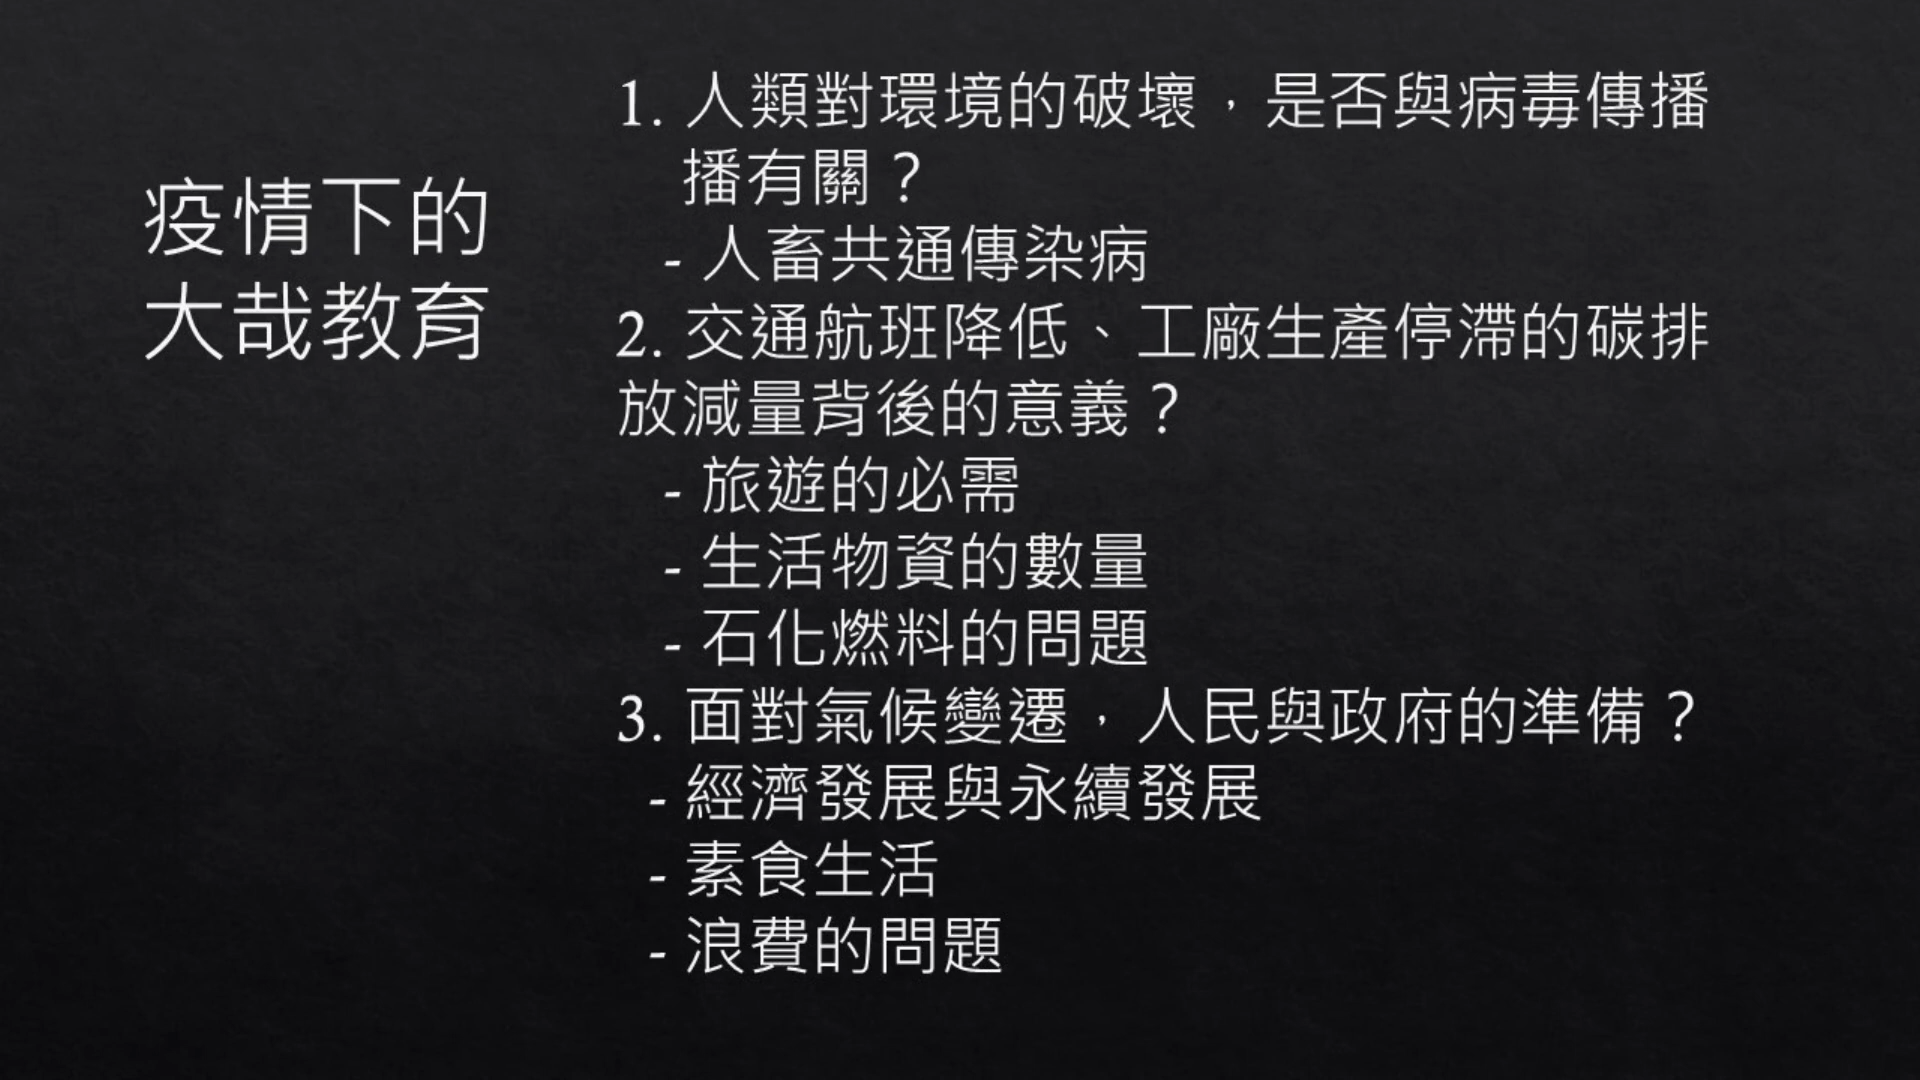 疫情下的
大哉教育
1. 人類對環境的破壞，是否與病毒傳播
播有關？
- 人畜共通傳染病
2. 交通航班降低、工廠生產停滯的碳排
放減量背後的意義？
- 旅遊的必需
- 生活物資的數量
- 石化燃料的問題
3. 面對氣候變遷，人民與政府的準備？
- 經濟發展與永續發展
- 素食生活
- 浪費的問題